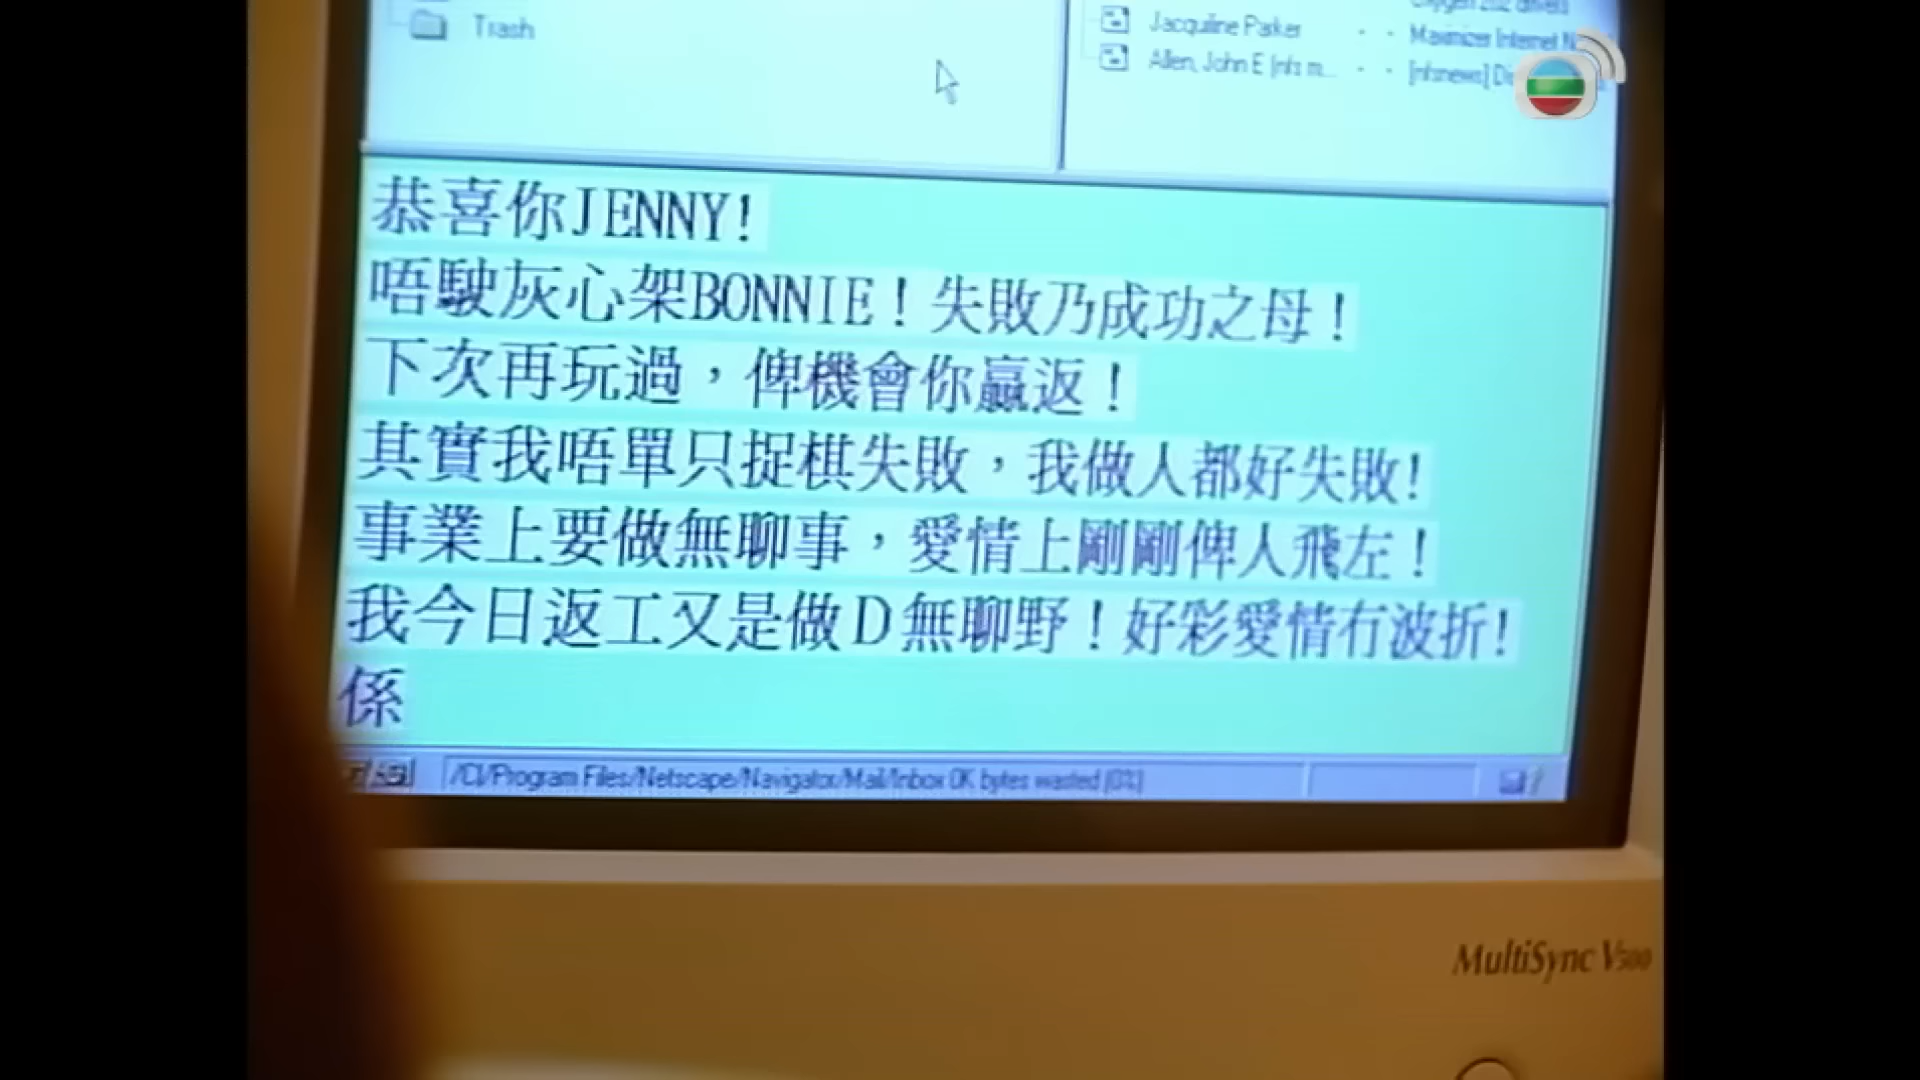 Trash
Jacquline Parker
Maximizer Internet N
Allen, John E (nfs m...
[nfsnews] Di
恭喜你JENNY!
唔駛灰心架BONNIE！失敗乃成功之母！
下次再玩過，俾機會你贏返！
其實我唔單只捉棋失敗，我做人都好失敗!
事業上要做無聊事，愛情上剛剛俾人飛左！
我今日返工又是做D無聊野！好彩愛情冇波折!
係
/C|/Program Files/Netscape/Navigator/Mail/Inbox 0K bytes wasted (0%)
MultiSync V500